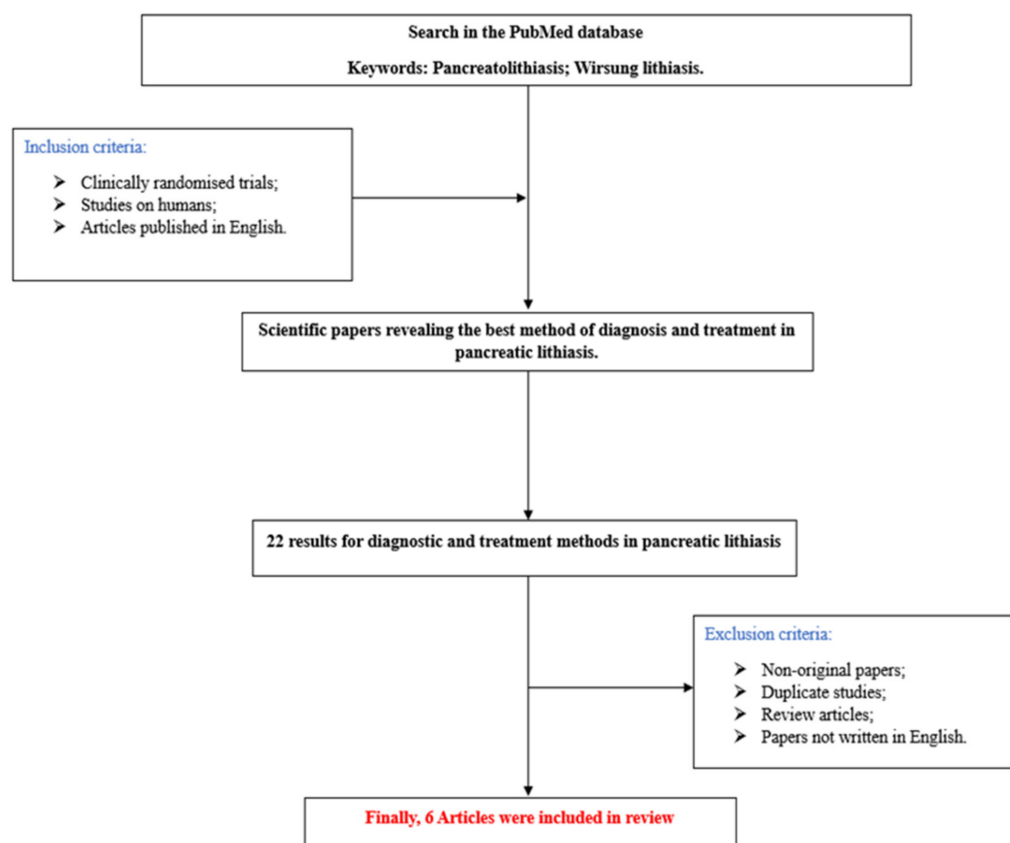 Search in the PubMed database
Keywords: Pancreatolithiasis; Wirsung lithiasis.
Inclusion criteria:
➤ Clinically randomised trials;
➤ Studies on humans;
➤ Articles published in English.
Scientific papers revealing the best method of diagnosis and treatment in
pancreatic lithiasis.
22 results for diagnostic and treatment methods in pancreatic lithiasis
Exclusion criteria:
➤ Non-original papers;
➤ Duplicate studies;
➤ Review articles;
➤ Papers not written in English.
Finally, 6 Articles were included in review